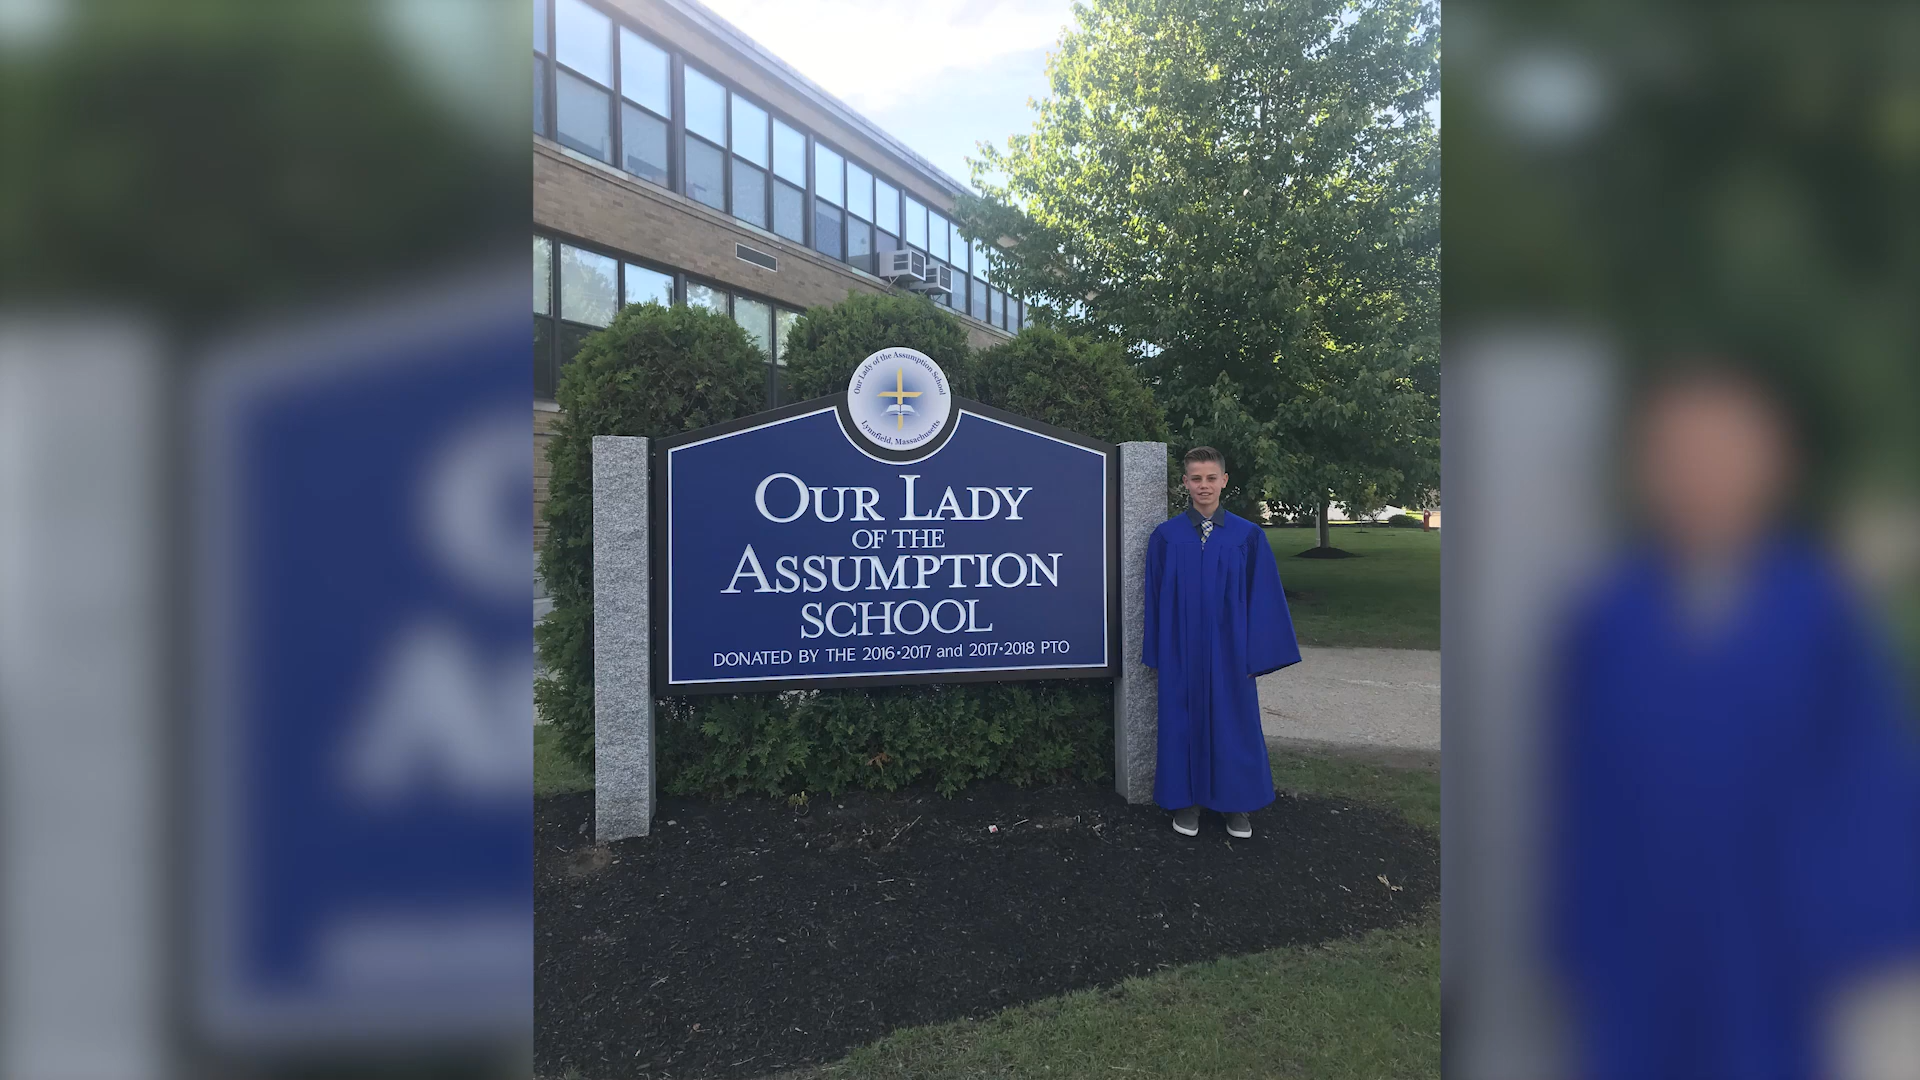 Our Lady of the Assumption School
Lynnfield, Massachusetts
OUR LADY
OF THE
ASSUMPTION
SCHOOL
DONATED BY THE 2016•2017 and 2017•2018 PTO